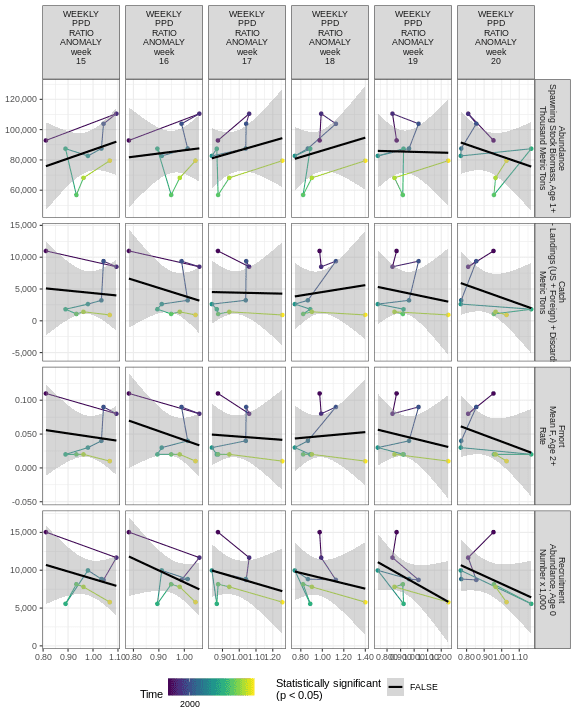 WEEKLY
PPD
RATIO
ANOMALY
week
15
WEEKLY
PPD
RATIO
ANOMALY
week
16
WEEKLY
PPD
RATIO
ANOMALY
week
17
WEEKLY
PPD
RATIO
ANOMALY
week
18
WEEKLY
PPD
RATIO
ANOMALY
week
19
WEEKLY
PPD
RATIO
ANOMALY
week
20
120,000
100,000
80,000
60,000
Abundance
Spawning Stock Biomass, Age 1+
Thousand Metric Tons
15,000
10,000
5,000
0
-5,000
Catch
- Landings (US + Foreign) + Discard
Metric Tons
0.100
0.050
0.000
-0.050
Fmort
Mean F, Age 2+
Rate
15,000
10,000
5,000
0
Recruitment
Abundance, Age 0
Number x 1,000
0.80 0.90 1.00 1.10
0.80 0.90 1.00
0.90 1.00 1.10 1.20
0.80 1.00 1.20 1.40
0.80 0.90 1.00 1.10 1.20
0.80 0.90 1.00 1.10
Time
2000
Statistically significant
(p < 0.05)
FALSE